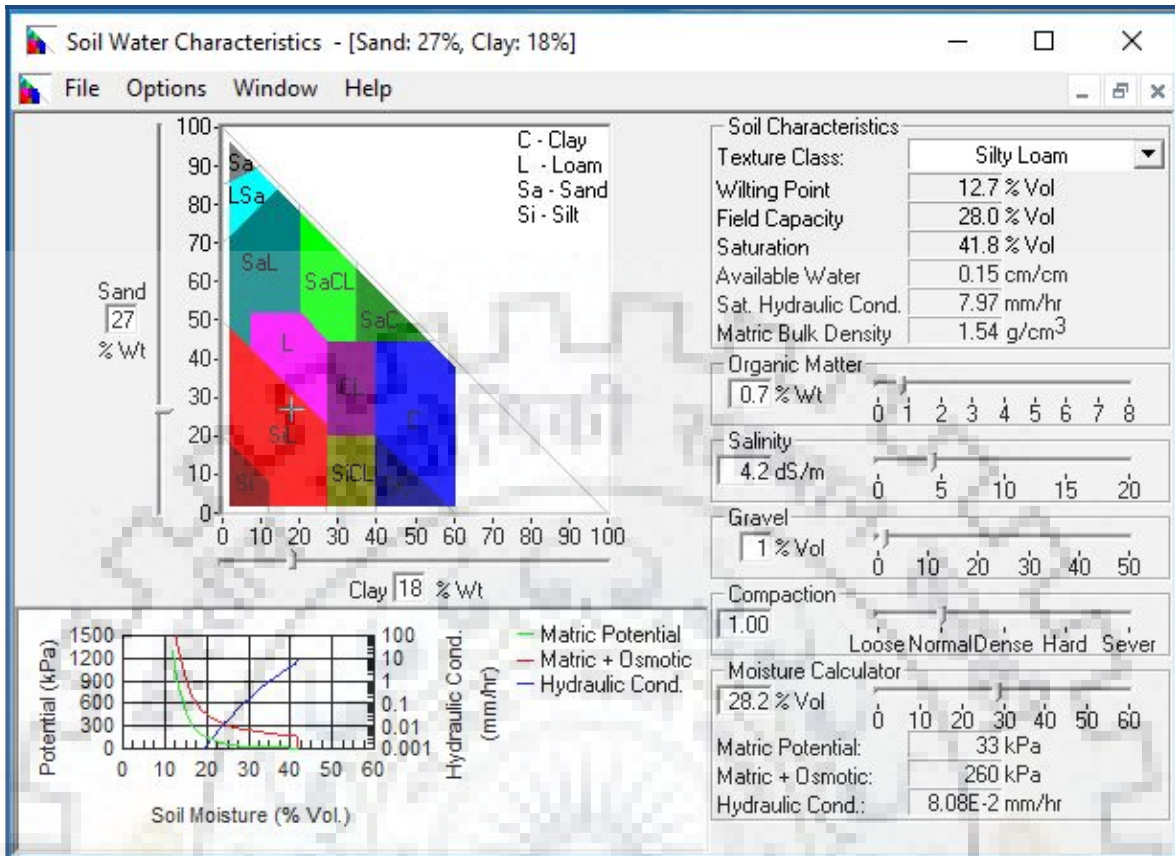 Soil Water Characteristics - [Sand: 27%, Clay: 18%]
File Options Window Help
100
90
80
70
60
50
40
30
20
10
0
Sand
27
% Wt
C - Clay
L - Loam
Sa - Sand
Si - Silt
Sa
LSa
SaL
SaCL
SaC
L
CL
C
SiL
Si
SiCL
0 10 20 30 40 50 60 70 80 90 100
Clay 18 % Wt
Soil Characteristics
Texture Class: Silty Loam
Wilting Point 12.7 % Vol
Field Capacity 28.0 % Vol
Saturation 41.8 % Vol
Available Water 0.15 cm/cm
Sat. Hydraulic Cond. 7.97 mm/hr
Matric Bulk Density 1.54 g/cm3
Organic Matter
0.7 % Wt
0 1 2 3 4 5 6 7 8
Salinity
4.2 dS/m
0 5 10 15 20
Gravel
1 % Vol
0 10 20 30 40 50
Compaction
1.00
Loose Normal Dense Hard Sever
Moisture Calculator
28.2 % Vol
0 10 20 30 40 50 60
Matric Potential: 33 kPa
Matric + Osmotic: 260 kPa
Hydraulic Cond.: 8.08E-2 mm/hr
Potential (kPa)
1500
1200
900
600
300
0
0 10 20 30 40 50 60
Soil Moisture (% Vol.)
100
10
1
0.1
0.01
0.001
Hydraulic Cond.
(mm/hr)
Matric Potential
Matric + Osmotic
Hydraulic Cond.